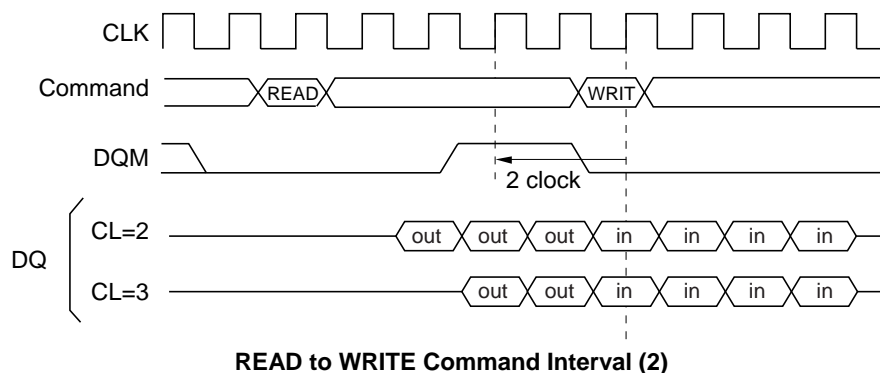 CLK
Command READ WRIT
DQM
2 clock
DQ
CL=2 out out out in in in in
CL=3 out out in in in in
READ to WRITE Command Interval (2)